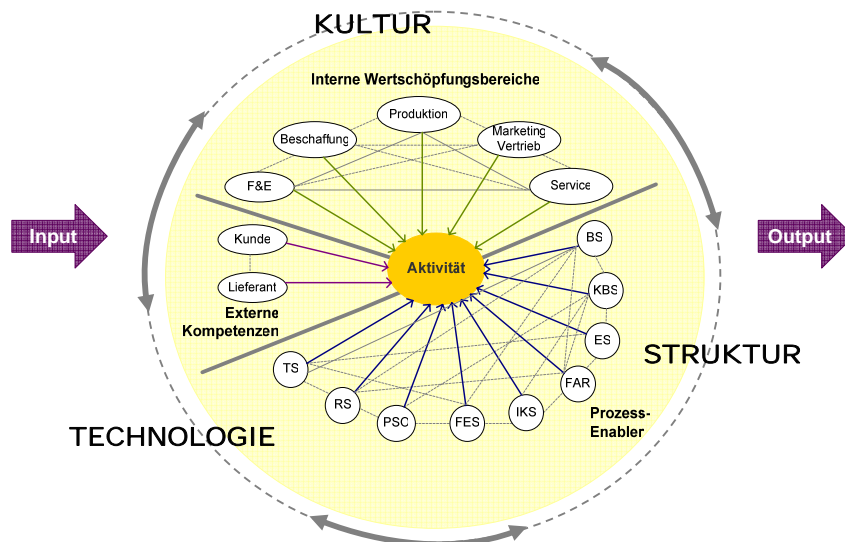 KULTUR
Interne Wertschöpfungsbereiche
Produktion
Beschaffung
Marketing
Vertrieb
F&E
Service
Input
Kunde
Lieferant
Externe
Kompetenzen
Aktivität
BS
KBS
ES
FAR
IKS
FES
PSC
RS
TS
Output
STRUKTUR
Prozess-
Enabler
TECHNOLOGIE